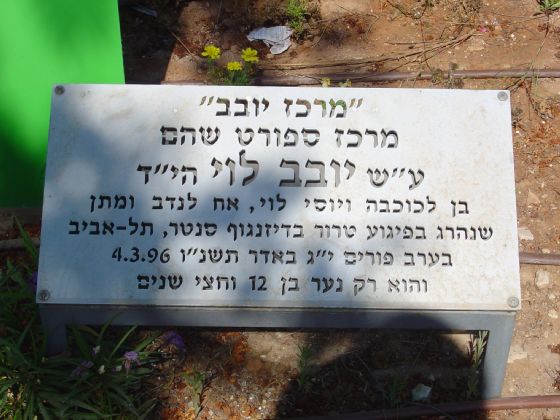 "מרכז יובב"
מרכז ספורט שהם
ע"ש יובב לוי הי"ד
בן לכוכבה ויוסי לוי, אח לנדב ומתן
שנהרג בפיגוע טרור בדיזנגוף סנטר, תל-אביב
בערב פורים י"ג באדר תשנ"ו 4.3.96
והוא רק נער בן 12 וחצי שנים